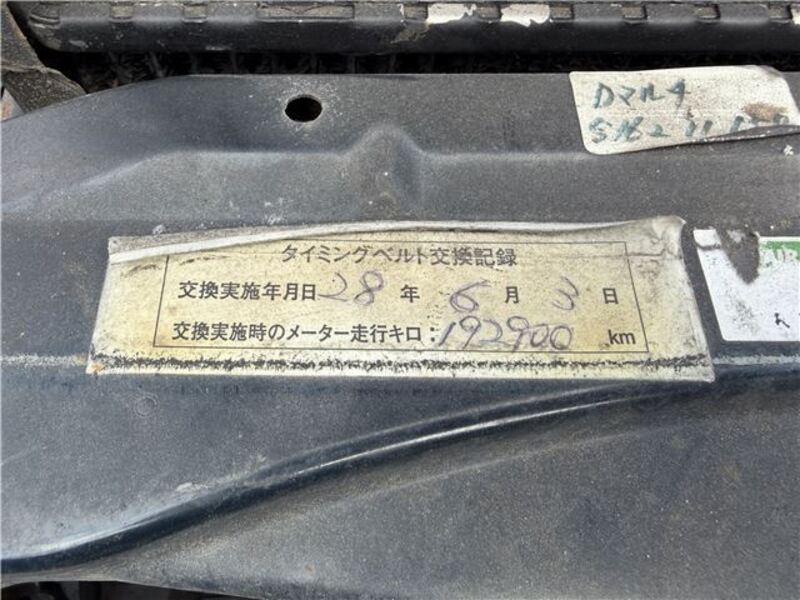 Dマルチ
タイミングベルト交換記録
交換実施年月日 28 年 6 月 3 日
交換実施時のメーター走行キロ：192900 km
AIR